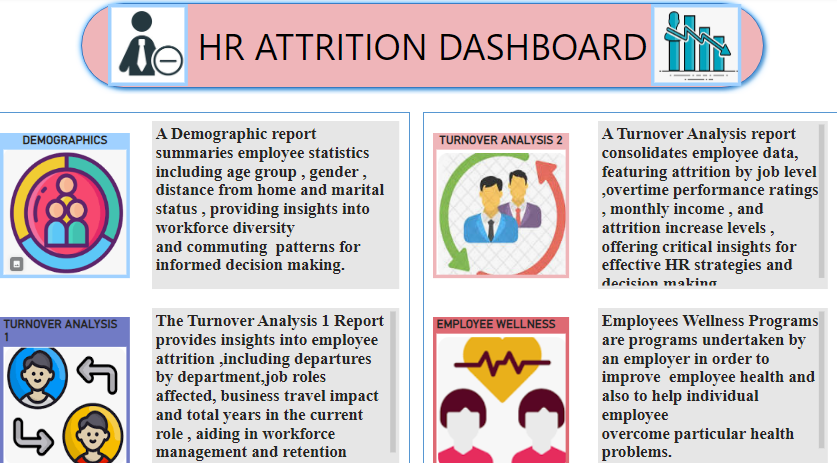 HR ATTRITION DASHBOARD
DEMOGRAPHICS
A Demographic report
summaries employee statistics
including age group , gender ,
distance from home and marital
status , providing insights into
workforce diversity
and commuting patterns for
informed decision making.
TURNOVER ANALYSIS 2
A Turnover Analysis report
consolidates employee data,
featuring attrition by job level
,overtime performance ratings
, monthly income , and
attrition increase levels ,
offering critical insights for
effective HR strategies and
decision making
TURNOVER ANALYSIS
1
The Turnover Analysis 1 Report
provides insights into employee
attrition ,including departures
by department,job roles
affected, business travel impact
and total years in the current
role , aiding in workforce
management and retention
EMPLOYEE WELLNESS
Employees Wellness Programs
are programs undertaken by
an employer in order to
improve employee health and
also to help individual
employee
overcome particular health
problems.